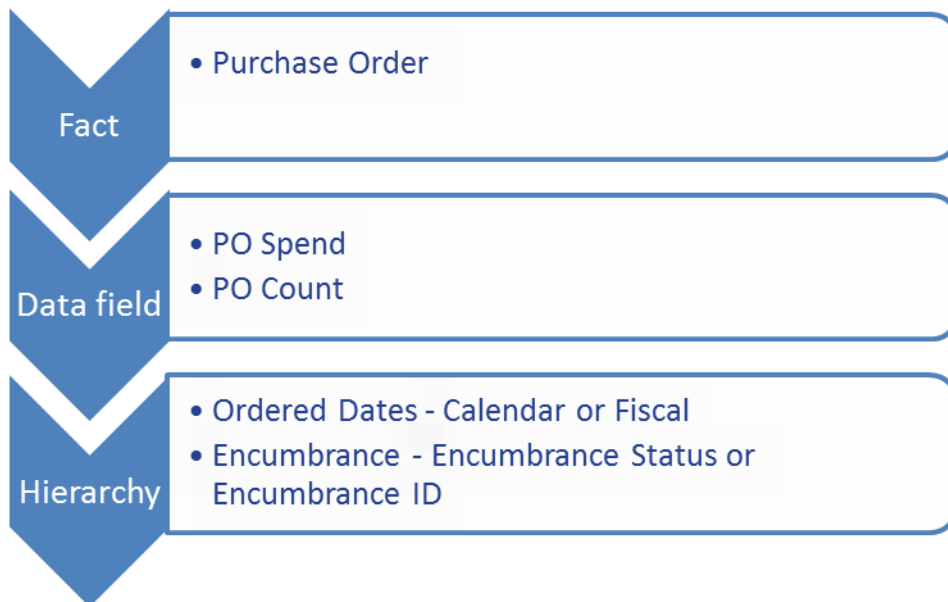 Fact
• Purchase Order
Data field
• PO Spend
• PO Count
Hierarchy
• Ordered Dates - Calendar or Fiscal
• Encumbrance - Encumbrance Status or
Encumbrance ID